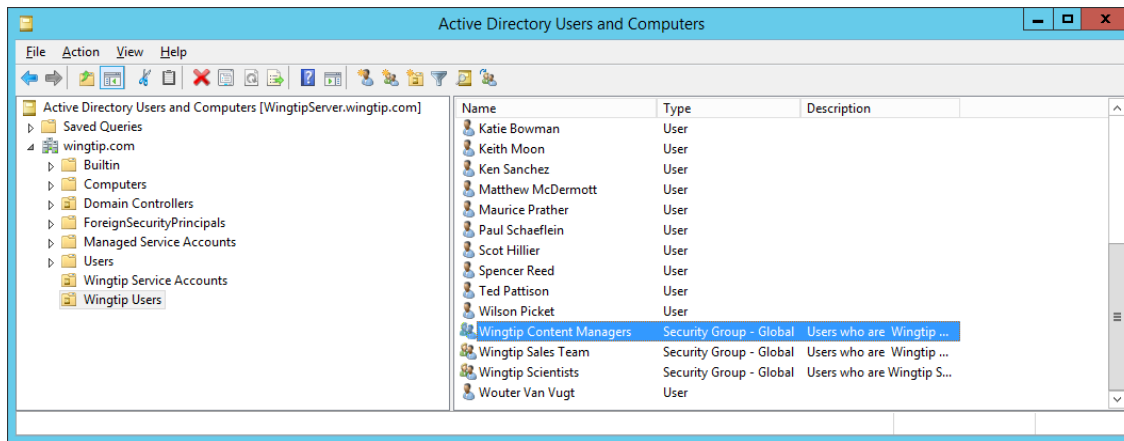 Active Directory Users and Computers
File Action View Help
Active Directory Users and Computers [WingtipServer.wingtip.com]
Saved Queries
wingtip.com
Builtin
Computers
Domain Controllers
ForeignSecurityPrincipals
Managed Service Accounts
Users
Wingtip Service Accounts
Wingtip Users
Name Type Description
Katie Bowman User
Keith Moon User
Ken Sanchez User
Matthew McDermott User
Maurice Prather User
Paul Schaeflein User
Scot Hillier User
Spencer Reed User
Ted Pattison User
Wilson Picket User
Wingtip Content Managers Security Group - Global Users who are Wingtip ...
Wingtip Sales Team Security Group - Global Users who are Wingtip ...
Wingtip Scientists Security Group - Global Users who are Wingtip S...
Wouter Van Vugt User